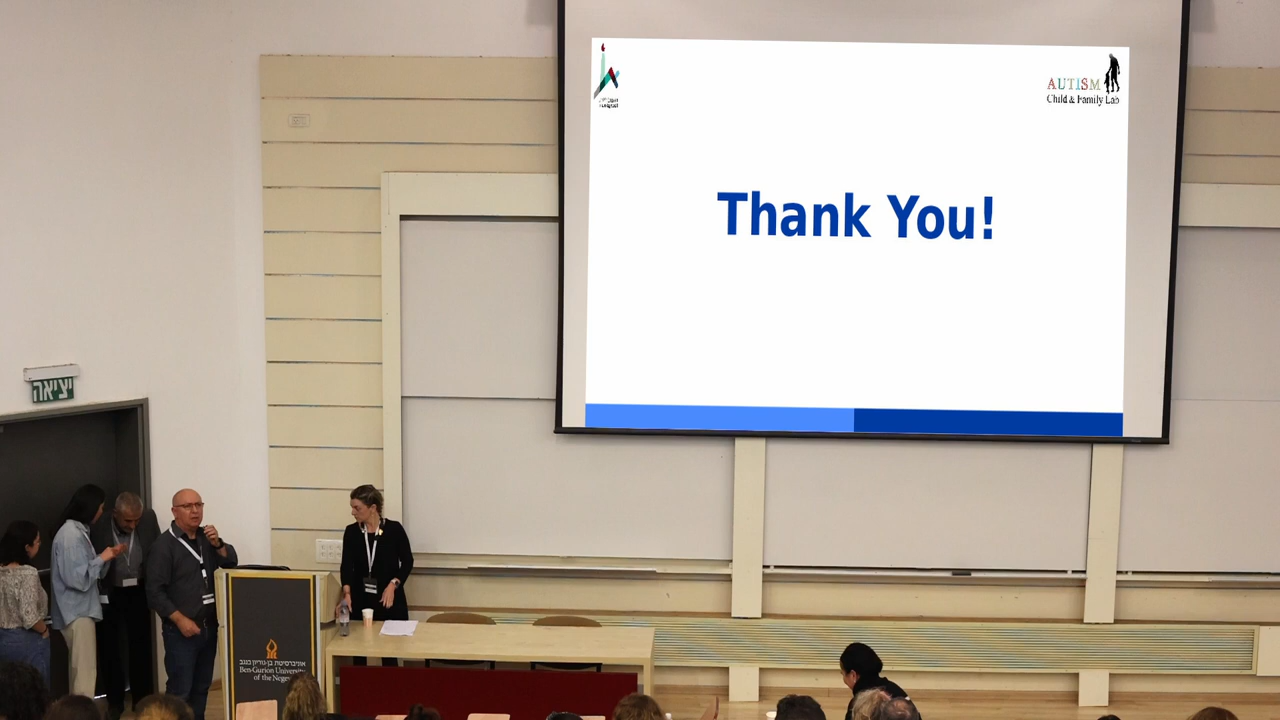 AUTISM
Child & Family Lab
Thank You!
יציאה
אוניברסיטת בן-גוריון בנגב
Ben-Gurion University
of the Negev